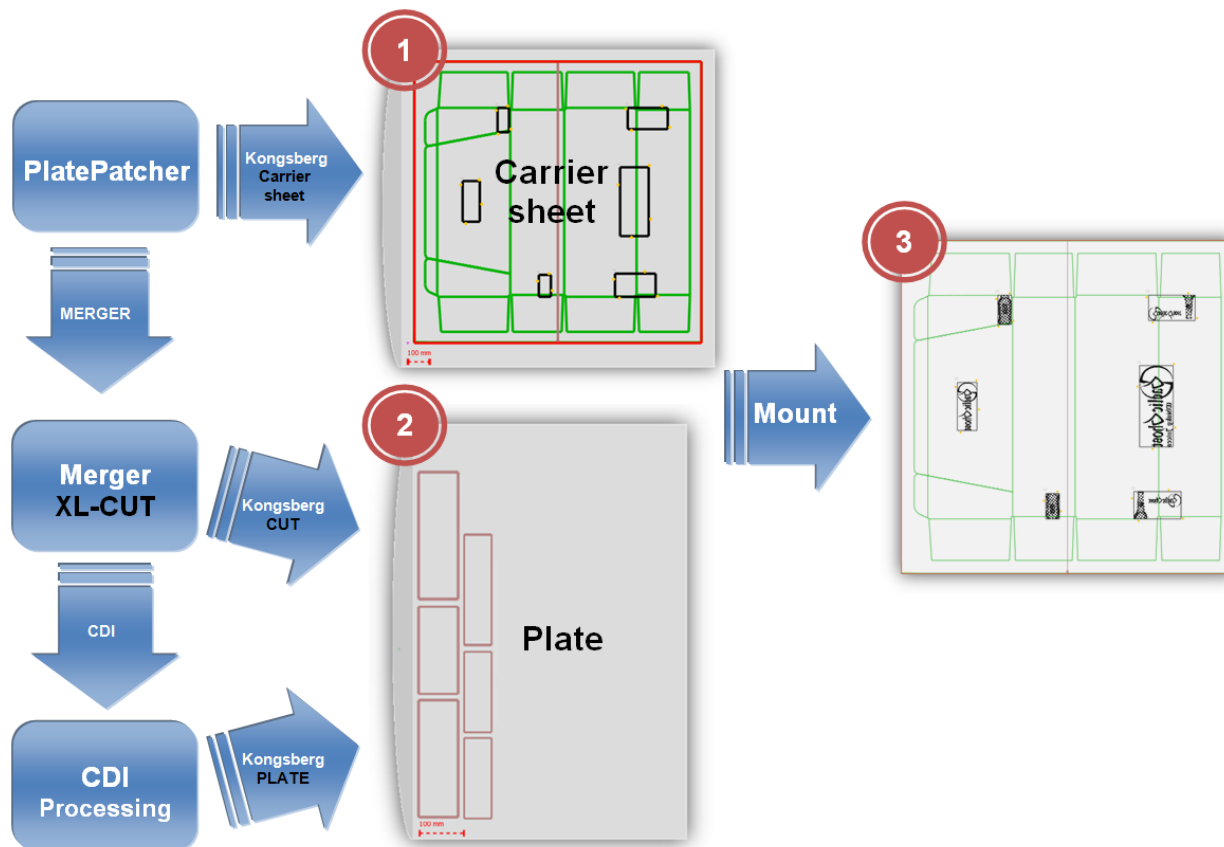 1
PlatePatcher
Kongsberg
Carrier
sheet
Carrier
sheet
100 mm
MERGER
3
Mount
2
Merger
XL-CUT
Kongsberg
CUT
Plate
100 mm
CDI
CDI
Processing
Kongsberg
PLATE